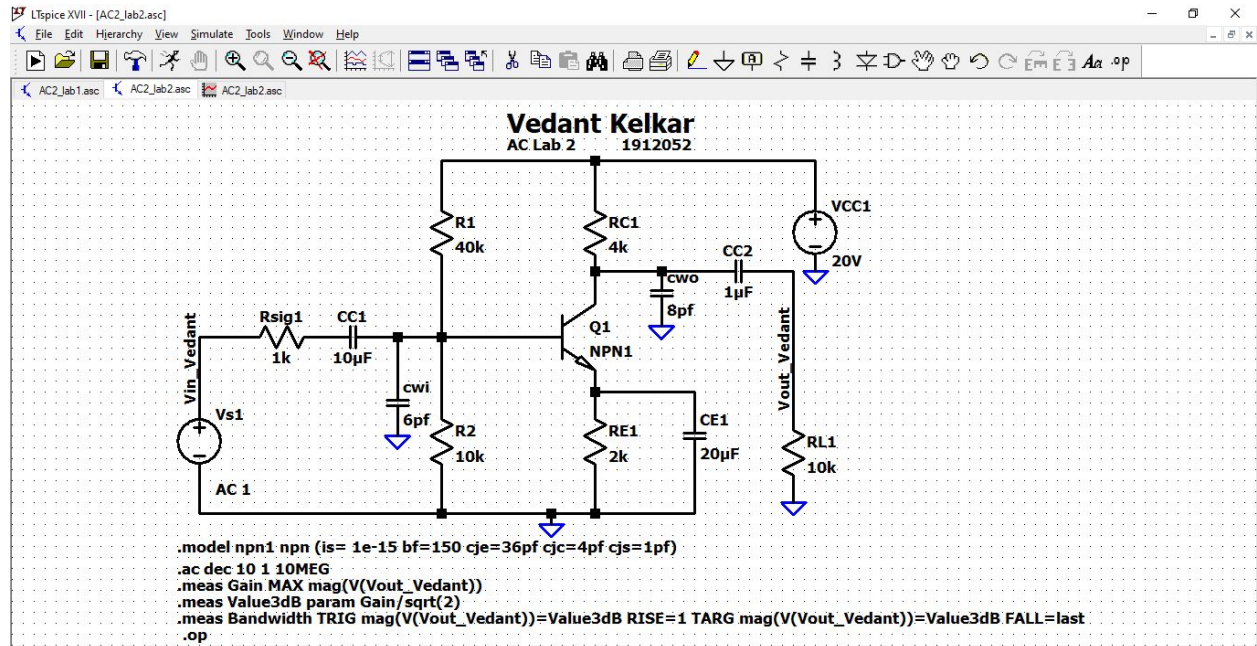 LTspice XVII - [AC2_lab2.asc]
File Edit Hierarchy View Simulate Tools Window Help
Aa .op
AC2_lab1.asc AC2_lab2.asc AC2_lab2.asc
Vedant Kelkar
AC Lab 2 1912052
R1
40k
RC1
4k
VCC1
20V
CC2
1µF
cwo
8pf
Rsig1
1k
CC1
10µF
Q1
NPN1
Vin_Vedant
Vout_Vedant
cwi
6pf
Vs1
AC 1
R2
10k
RE1
2k
CE1
20µF
RL1
10k
.model npn1 npn (is= 1e-15 bf=150 cje=36pf cjc=4pf cjs=1pf)
.ac dec 10 1 10MEG
.meas Gain MAX mag(V(Vout_Vedant))
.meas Value3dB param Gain/sqrt(2)
.meas Bandwidth TRIG mag(V(Vout_Vedant))=Value3dB RISE=1 TARG mag(V(Vout_Vedant))=Value3dB FALL=last
.op